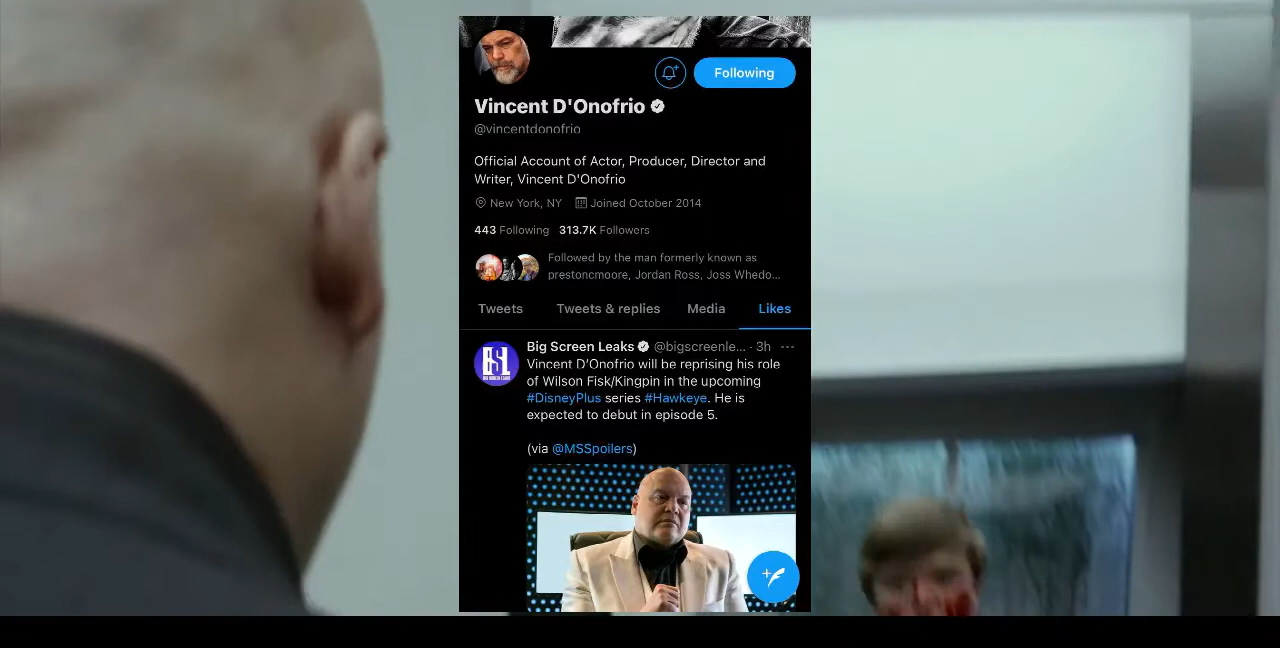 Following
Vincent D'Onofrio
@vincentdonofrio
Official Account of Actor, Producer, Director and
Writer, Vincent D'Onofrio
New York, NY Joined October 2014
443 Following 313.7K Followers
Followed by the man formerly known as
prestoncmoore, Jordan Ross, Joss Whedo...
Tweets Tweets & replies Media Likes
BSL
Big Screen Leaks @bigscreenle... · 3h ...
Vincent D'Onofrio will be reprising his role
of Wilson Fisk/Kingpin in the upcoming
#DisneyPlus series #Hawkeye. He is
expected to debut in episode 5.
(via @MSSpoilers)